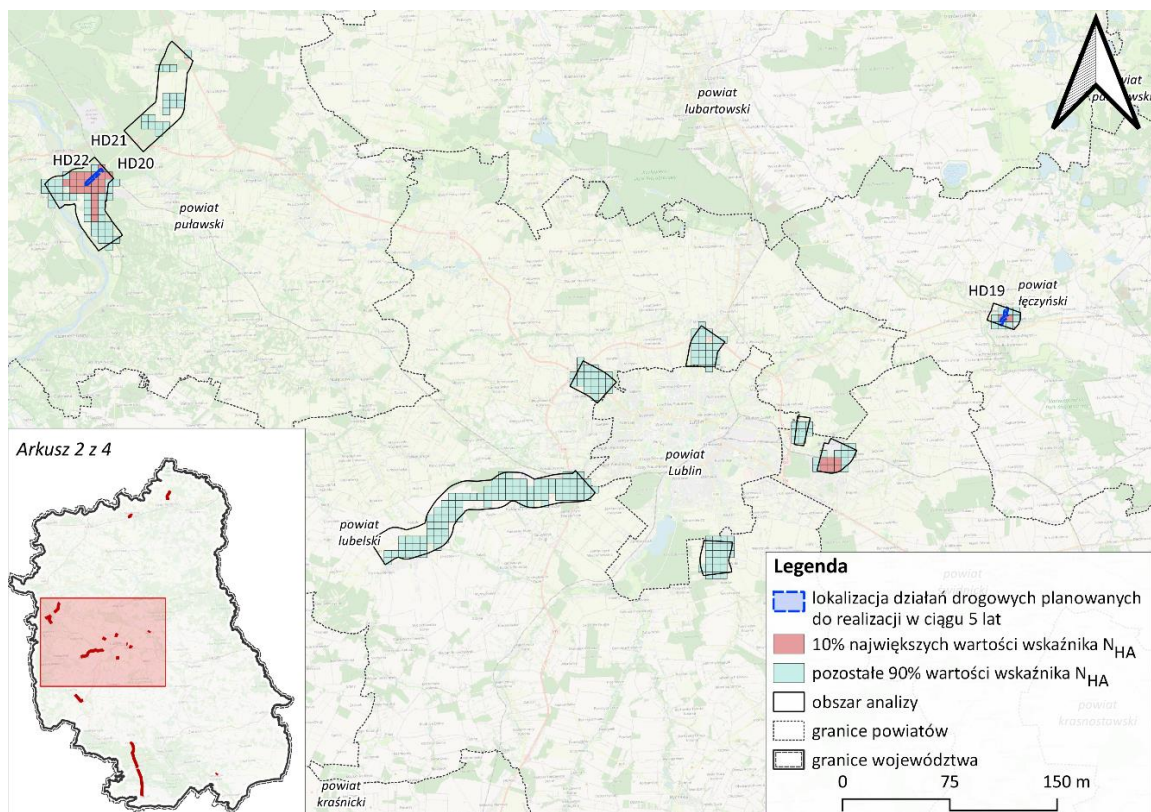 powiat
lubartowski
powiat
HD21
HD22
HD20
powiat
puławski
HD19
powiat
łęczyński
powiat
Lublin
powiat
lubelski
Arkusz 2 z 4
powiat
kraśnicki
powiat
krasnostawski
Legenda
lokalizacja działań drogowych planowanych
do realizacji w ciągu 5 lat
10% największych wartości wskaźnika NHA
pozostałe 90% wartości wskaźnika NHA
obszar analizy
granice powiatów
granice województwa
0 75 150 m